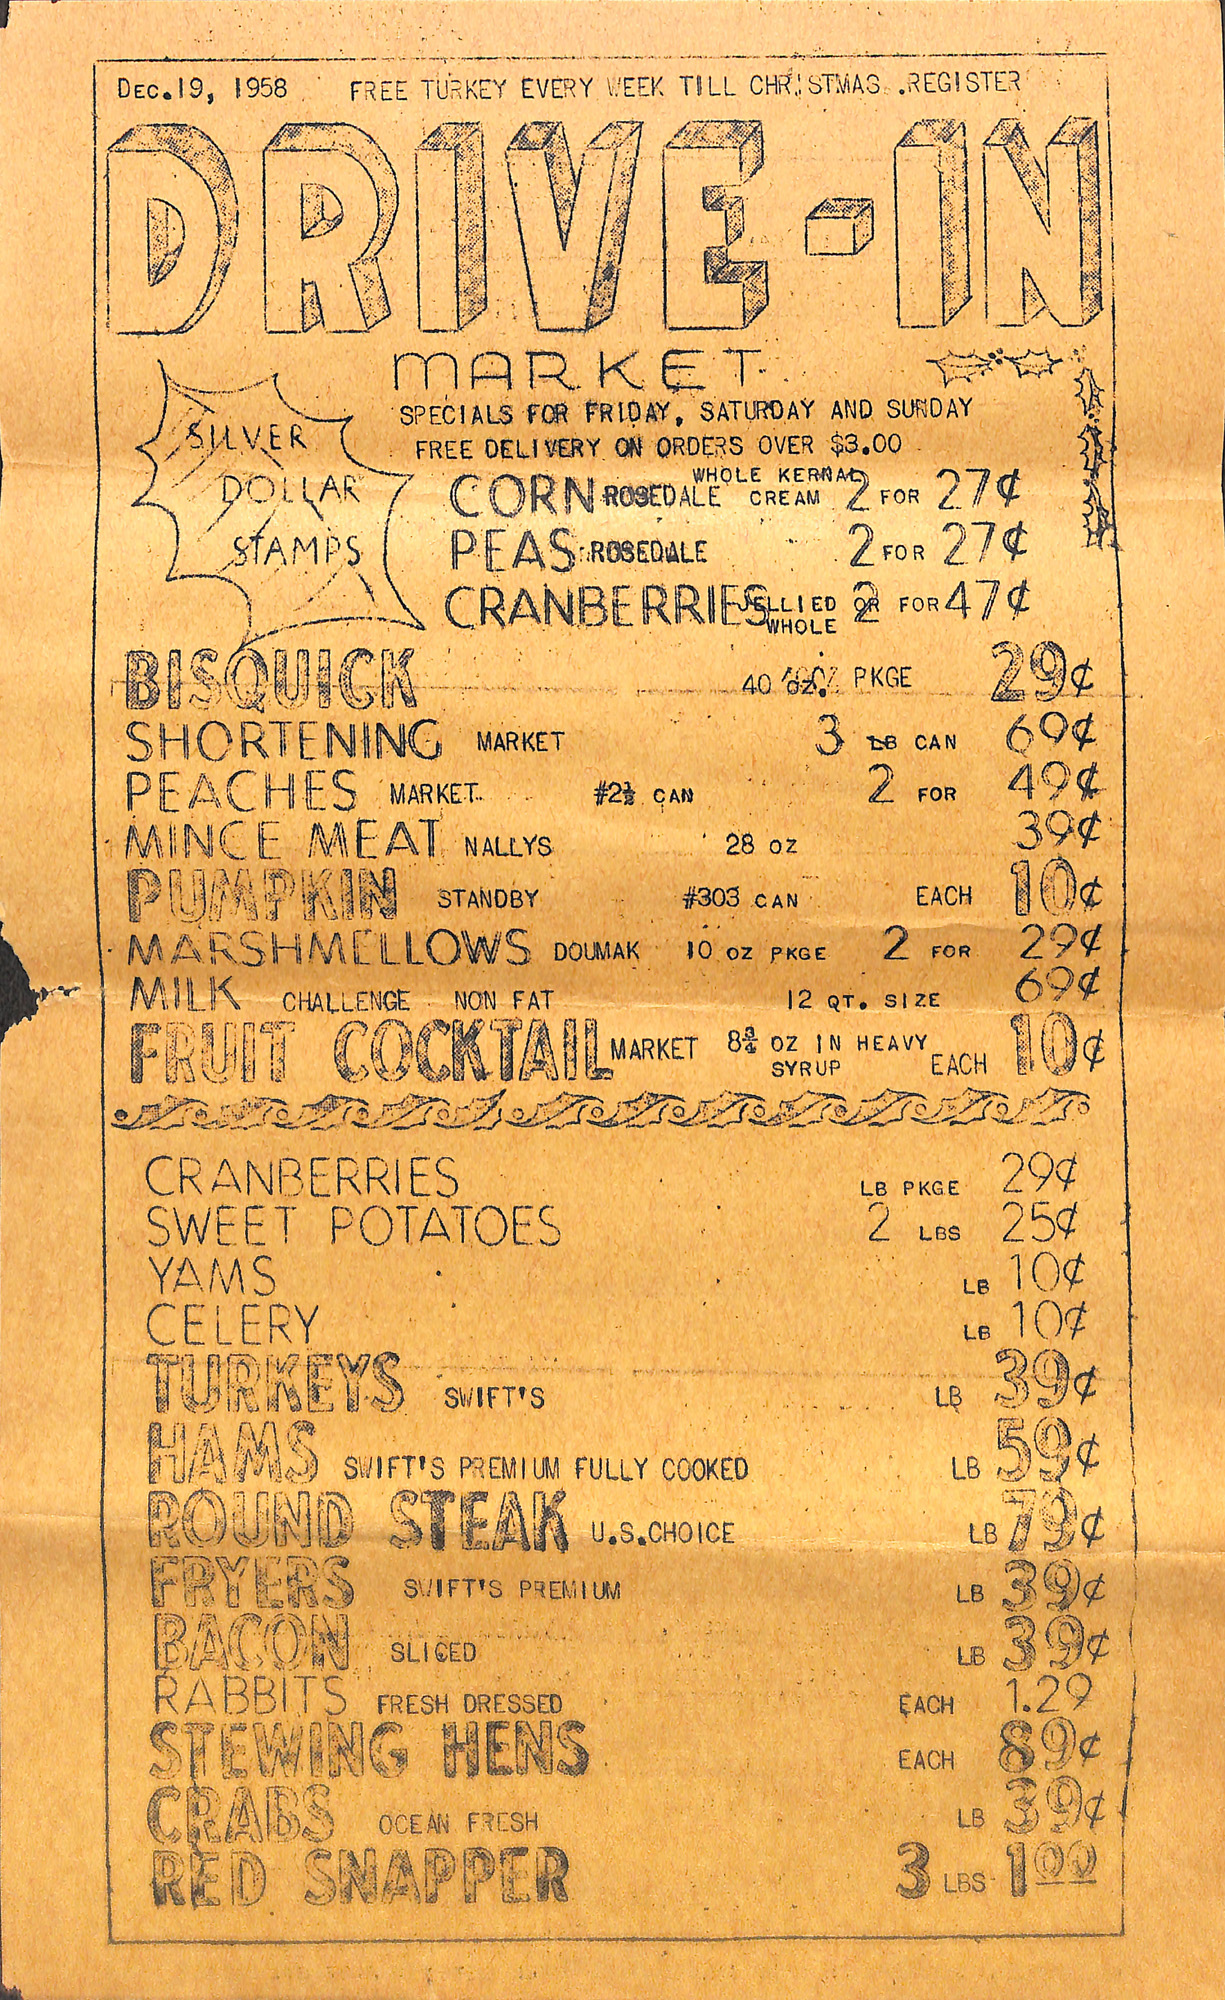 Dec.19, 1958 FREE TURKEY EVERY WEEK TILL CHRISTMAS..REGISTER
DRIVE-IN
MARKET
SPECIALS FOR FRIDAY, SATURDAY AND SUNDAY
FREE DELIVERY ON ORDERS OVER $3.00
SILVER
DOLLAR
STAMPS
CORN ROSEDALE WHOLE KERNAL CREAM 2 FOR 27¢
PEAS ROSEDALE 2 FOR 27¢
CRANBERRIES JELLIED OR WHOLE 2 FOR 47¢
BISQUICK 40 oz. PKGE 29¢
SHORTENING MARKET 3 LB CAN 69¢
PEACHES MARKET #2½ CAN 2 FOR 49¢
MINCE MEAT NALLYS 28 OZ 39¢
PUMPKIN STANDBY #303 CAN EACH 10¢
MARSHMELLOWS DOUMAK 10 OZ PKGE 2 FOR 29¢
MILK CHALLENGE NON FAT 12 QT. SIZE 69¢
FRUIT COCKTAIL MARKET 8¾ OZ IN HEAVY SYRUP EACH 10¢
CRANBERRIES LB PKGE 29¢
SWEET POTATOES 2 LBS 25¢
YAMS LB 10¢
CELERY LB 10¢
TURKEYS SWIFT'S LB 39¢
HAMS SWIFT'S PREMIUM FULLY COOKED LB 59¢
ROUND STEAK U.S.CHOICE LB 79¢
FRYERS SWIFT'S PREMIUM LB 39¢
BACON SLICED LB 39¢
RABBITS FRESH DRESSED EACH 1.29
STEWING HENS EACH 89¢
CRABS OCEAN FRESH LB 39¢
RED SNAPPER 3 LBS 1 00